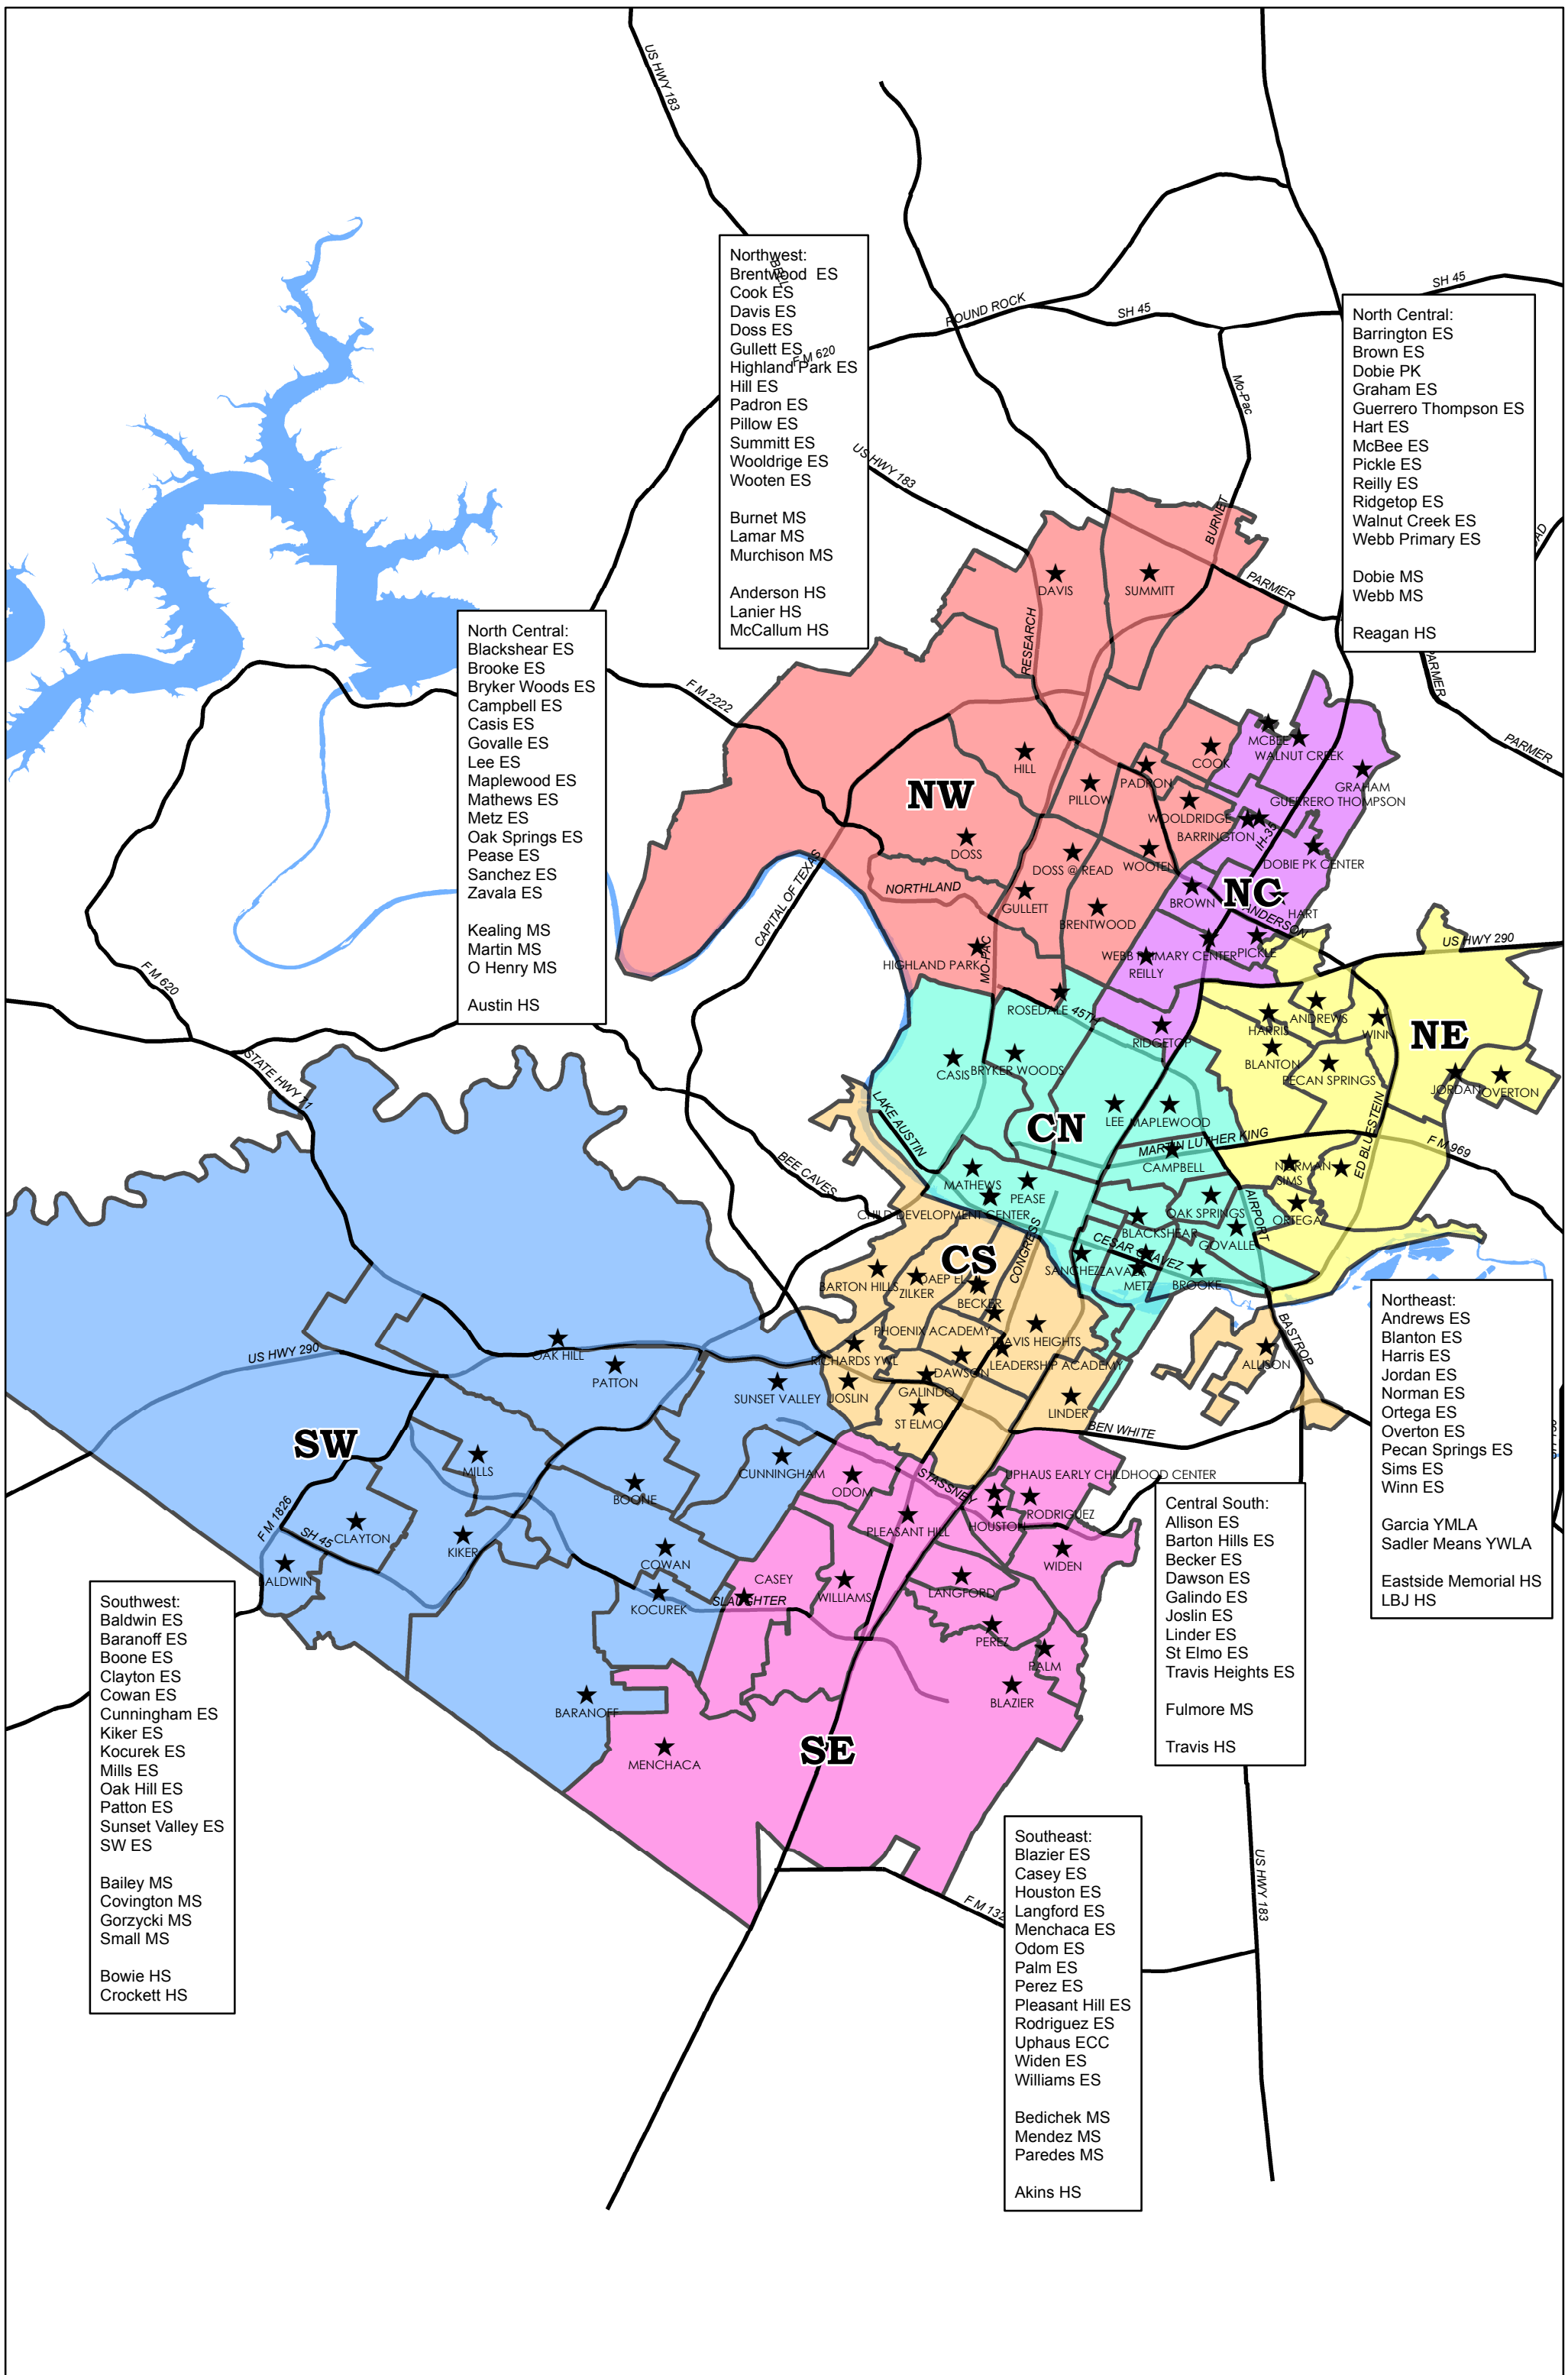 US HWY 183
Northwest:
Brentwood ES
Cook ES
Davis ES
Doss ES
Gullett ES
Highland Park ES
Hill ES
Padron ES
Pillow ES
Summitt ES
Wooldrige ES
Wooten ES
Burnet MS
Lamar MS
Murchison MS
Anderson HS
Lanier HS
McCallum HS
BELL
F M 620
ROUND ROCK
SH 45
SH 45
Mo-Pac
US HWY 183
North Central:
Barrington ES
Brown ES
Dobie PK
Graham ES
Guerrero Thompson ES
Hart ES
McBee ES
Pickle ES
Reilly ES
Ridgetop ES
Walnut Creek ES
Webb Primary ES
Dobie MS
Webb MS
Reagan HS
BURNET
PARMER
PARMER
PARMER
DAVIS
SUMMITT
RESEARCH
North Central:
Blackshear ES
Brooke ES
Bryker Woods ES
Campbell ES
Casis ES
Govalle ES
Lee ES
Maplewood ES
Mathews ES
Metz ES
Oak Springs ES
Pease ES
Sanchez ES
Zavala ES
Kealing MS
Martin MS
O Henry MS
Austin HS
F M 2222
MCBEE
WALNUT CREEK
COOK
HILL
PADRON
PILLOW
GRAHAM
GUERRERO THOMPSON
NW
WOOLDRIDGE
BARRINGTON
IH-35
DOSS
DOSS @ READ
WOOTEN
DOBIE PK CENTER
CAPITAL OF TEXAS
NORTHLAND
GULLETT
BRENTWOOD
BROWN
NC
ANDERSON
HART
HIGHLAND PARK
MO-PAC
WEBB PRIMARY CENTER
PICKLE
REILLY
US HWY 290
F M 620
ROSEDALE
45TH
RIDGETOP
HARRIS
ANDREWS
WINN
NE
BLANTON
PECAN SPRINGS
JORDAN
OVERTON
STATE HWY 71
CASIS
BRYKER WOODS
LAKE AUSTIN
LEE
MAPLEWOOD
CN
MARTIN LUTHER KING
CAMPBELL
ED BLUESTEIN
F M 969
BEE CAVES
MATHEWS
PEASE
CHILD DEVELOPMENT CENTER
NORMAN
SIMS
OAK SPRINGS
AIRPORT
ORTEGA
BLACKSHEAR
GOVALLE
CS
CONGRESS
CESAR CHAVEZ
SANCHEZ
ZAVALA
METZ
BROOKE
BARTON HILLS
ZILKER
BECKER
PHOENIX ACADEMY
TRAVIS HEIGHTS
RICHARDS YWL
DAWSON
LEADERSHIP ACADEMY
JOSLIN
GALINDO
ST ELMO
LINDER
BEN WHITE
ALLISON
BASTROP
Northeast:
Andrews ES
Blanton ES
Harris ES
Jordan ES
Norman ES
Ortega ES
Overton ES
Pecan Springs ES
Sims ES
Winn ES
Garcia YMLA
Sadler Means YWLA
Eastside Memorial HS
LBJ HS
US HWY 290
OAK HILL
PATTON
SUNSET VALLEY
SW
MILLS
BOONE
CUNNINGHAM
ODOM
STASSNEY
UPHAUS EARLY CHILDHOOD CENTER
RODRIGUEZ
HOUSTON
PLEASANT HILL
WIDEN
F M 1826
SH 45
CLAYTON
KIKER
BALDWIN
COWAN
KOCUREK
CASEY
SLAUGHTER
WILLIAMS
LANGFORD
PEREZ
PALM
BLAZIER
BARANOFF
MENCHACA
SE
Central South:
Allison ES
Barton Hills ES
Becker ES
Dawson ES
Galindo ES
Joslin ES
Linder ES
St Elmo ES
Travis Heights ES
Fulmore MS
Travis HS
Southwest:
Baldwin ES
Baranoff ES
Boone ES
Clayton ES
Cowan ES
Cunningham ES
Kiker ES
Kocurek ES
Mills ES
Oak Hill ES
Patton ES
Sunset Valley ES
SW ES
Bailey MS
Covington MS
Gorzycki MS
Small MS
Bowie HS
Crockett HS
Southeast:
Blazier ES
Casey ES
Houston ES
Langford ES
Menchaca ES
Odom ES
Palm ES
Perez ES
Pleasant Hill ES
Rodriguez ES
Uphaus ECC
Widen ES
Williams ES
Bedichek MS
Mendez MS
Paredes MS
Akins HS
F M 132
US HWY 183